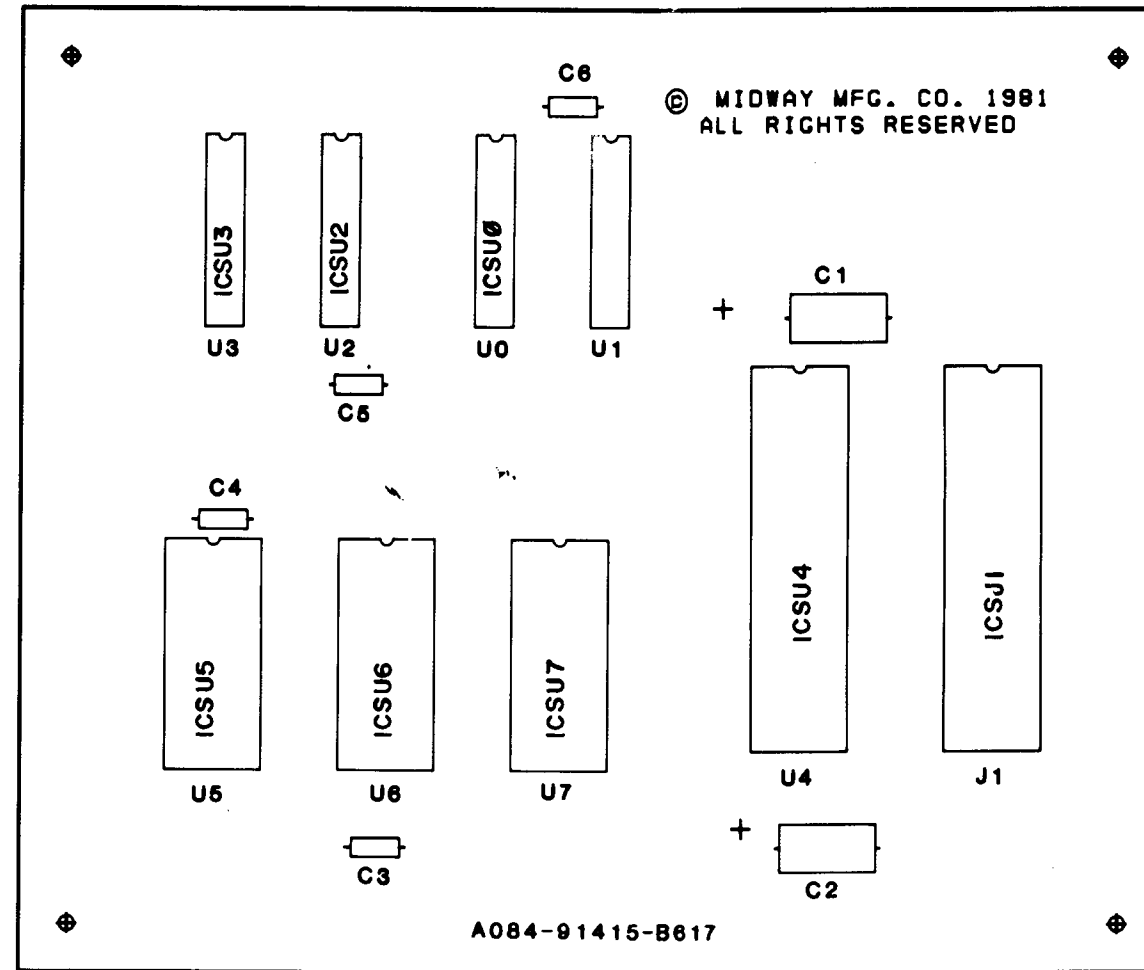 C6
© MIDWAY MFG. CO. 1981
ALL RIGHTS RESERVED
ICSU3
ICSU2
ICSUØ
U3
U2
U0
U1
C1
+
C5
C4
ICSU5
ICSU6
ICSU7
ICSU4
ICSJ1
U5
U6
U7
U4
J1
+
C3
C2
A084-91415-B617